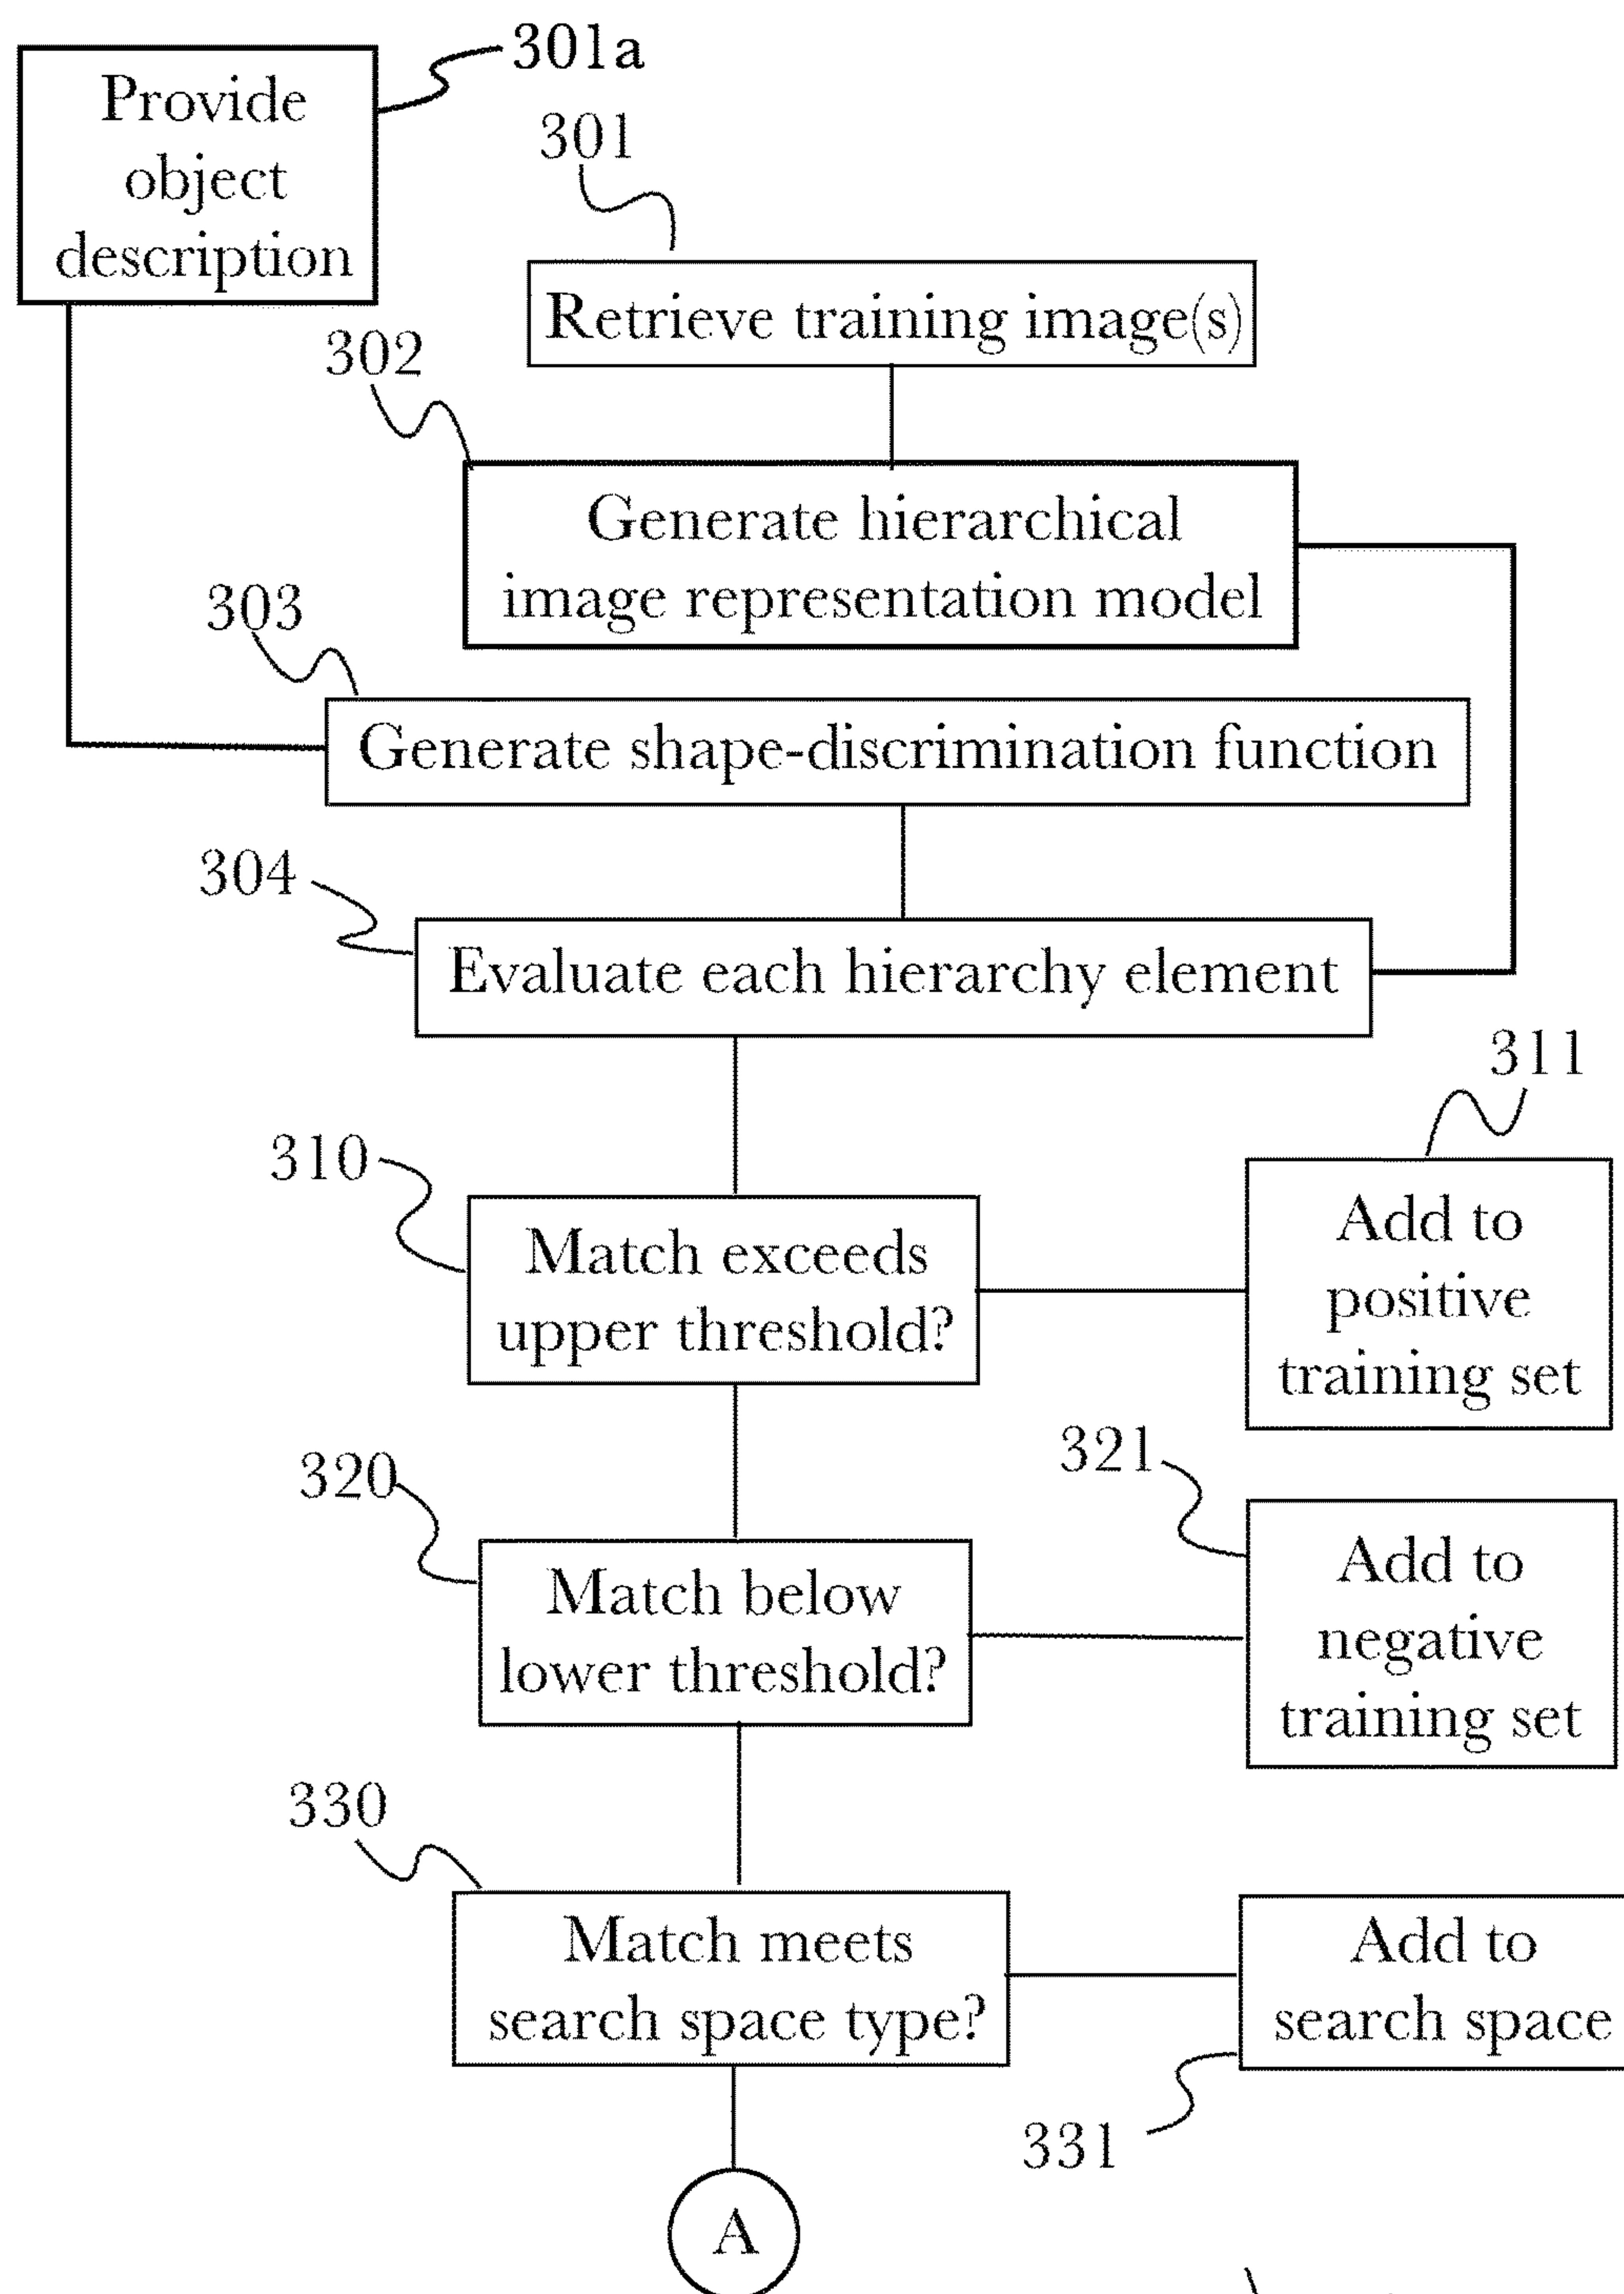 301a
Provide
object
description
301
Retrieve training image(s)
302
Generate hierarchical
image representation model
303
Generate shape-discrimination function
304
Evaluate each hierarchy element
310
Match exceeds
upper threshold?
311
Add to
positive
training set
320
Match below
lower threshold?
321
Add to
negative
training set
330
Match meets
search space type?
Add to
search space
331
A